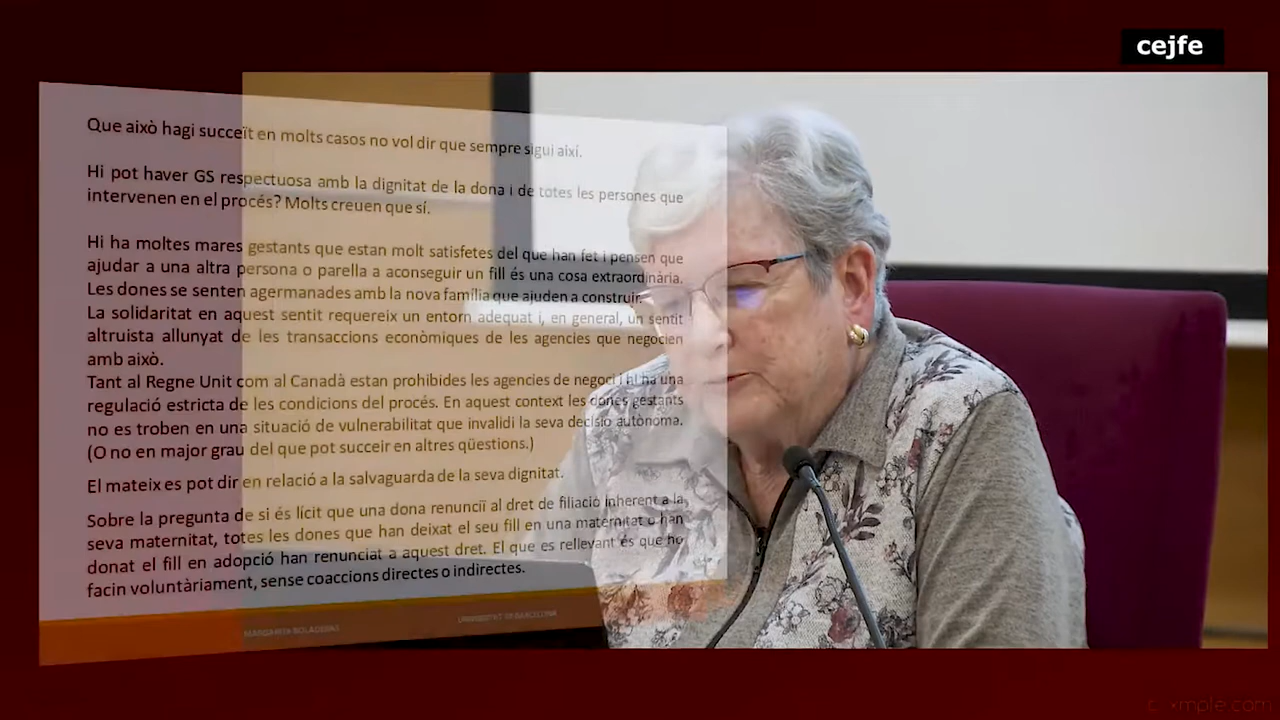 cejfe
Que això hagi succeït en molts casos no vol dir que sempre sigui així.
Hi pot haver GS respectuosa amb la dignitat de la dona i de totes les persones que
intervenen en el procés? Molts creuen que sí.
Hi ha moltes mares gestants que estan molt satisfetes del que han fet i pensen que
ajudar a una altra persona o parella a aconseguir un fill és una cosa extraordinària.
Les dones se senten agermanades amb la nova família que ajuden a construir.
La solidaritat en aquest sentit requereix un entorn adequat i, en general, un sentit
altruista allunyat de les transaccions econòmiques de les agencies que negocien
amb això.
Tant al Regne Unit com al Canadà estan prohibides les agencies de negoci i hi ha una
regulació estricta de les condicions del procés. En aquest context les dones gestants
no es troben en una situació de vulnerabilitat que invalidi la seva decisio autònoma.
(O no en major grau del que pot succeir en altres qüestions.)
El mateix es pot dir en relació a la salvaguarda de la seva dignitat.
Sobre la pregunta de si és lícit que una dona renunciï al dret de filiació inherent a la
seva maternitat, totes les dones que han deixat el seu fill en una maternitat o han
donat el fill en adopció han renunciat a aquest dret. El que es rellevant és que ho
facin voluntàriament, sense coaccions directes o indirectes.
MARGARITA BOLADERAS
UNIVERSITAT DE BARCELONA